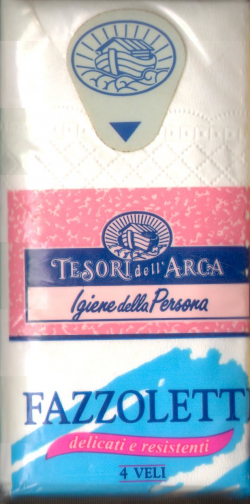 TESORI dell'ARCA
Igiene della Persona
FAZZOLETT
delicati e resistenti
4 VELI